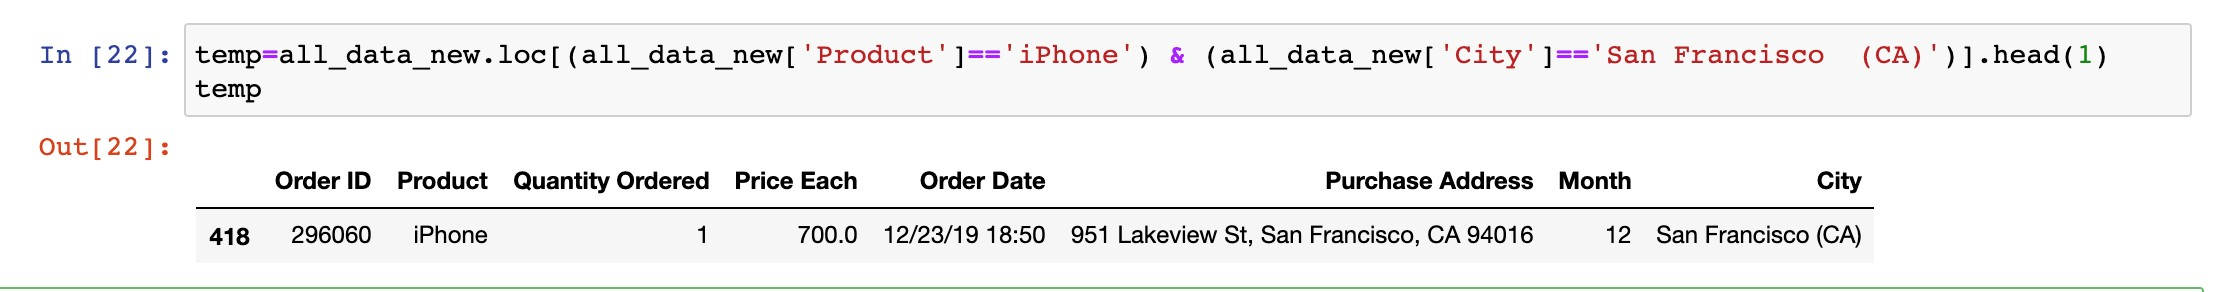 In [22]: temp=all_data_new.loc[(all_data_new['Product']=='iPhone') & (all_data_new['City']=='San Francisco  (CA)')].head(1)
temp
Out[22]:
Order ID Product Quantity Ordered Price Each Order Date Purchase Address Month City
418 296060 iPhone 1 700.0 12/23/19 18:50 951 Lakeview St, San Francisco, CA 94016 12 San Francisco (CA)